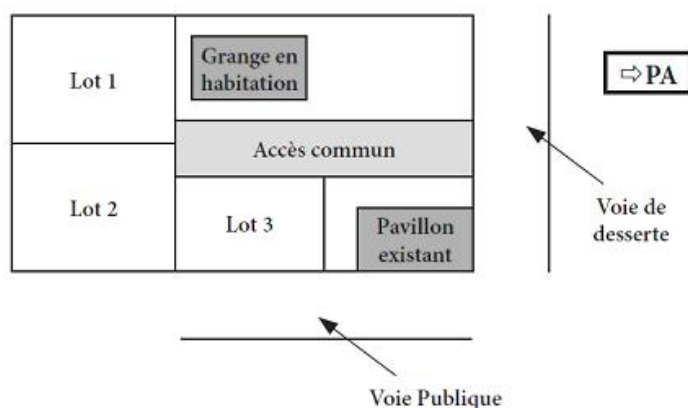 Grange en
habitation
⇨PA
Lot 1
Accès commun
Lot 2
Lot 3
Pavillon
existant
Voie de
desserte
Voie Publique